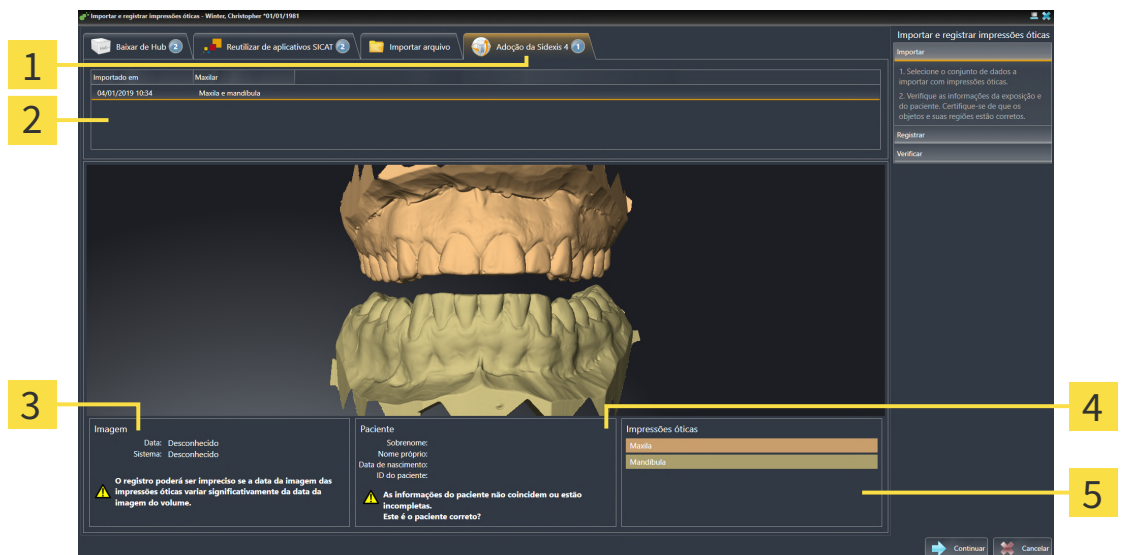 Importar e registrar impressões óticas - Winter, Christopher *01/01/1981
Baixar de Hub 2
Reutilizar de aplicativos SICAT 2
Importar arquivo
Adoção da Sidexis 4 1
Importado em Maxilar
04/01/2019 10:34 Maxila e mandíbula
Importar e registrar impressões óticas
Importar
1. Selecione o conjunto de dados a
importar com impressões óticas.
2. Verifique as informações da exposição e
do paciente. Certifique-se de que os
objetos e suas regiões estão corretos.
Registrar
Verificar
1
2
3
4
5
Imagem
Data: Desconhecido
Sistema: Desconhecido
O registro poderá ser impreciso se a data da imagem das
impressões óticas variar significativamente da data da
imagem do volume.
Paciente
Sobrenome:
Nome próprio:
Data de nascimento:
ID do paciente:
As informações do paciente não coincidem ou estão
incompletas.
Este é o paciente correto?
Impressões óticas
Maxila
Mandíbula
Continuar
Cancelar